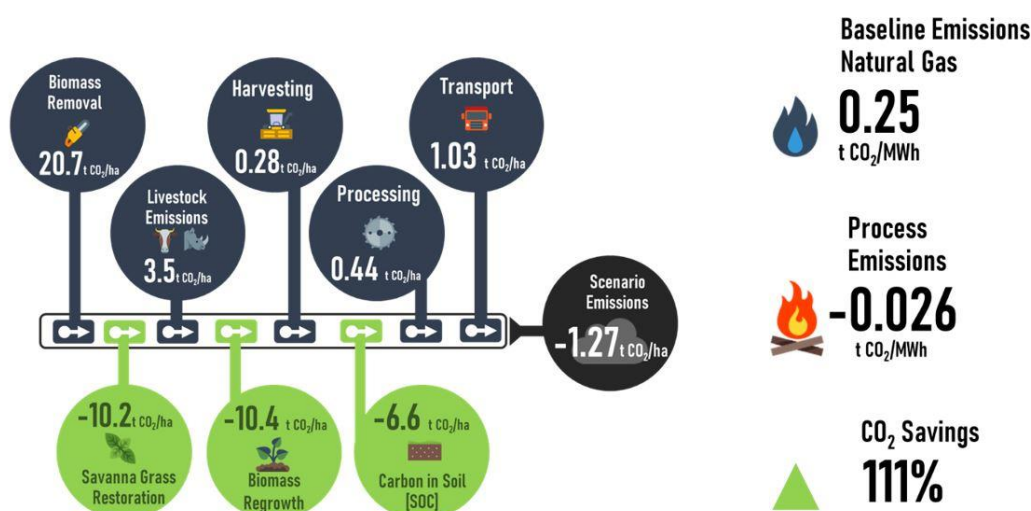 Biomass
Removal
20.7 t CO₂/ha
Livestock
Emissions
3.5 t CO₂/ha
Harvesting
0.28 t CO₂/ha
Processing
0.44 t CO₂/ha
Transport
1.03 t CO₂/ha
Scenario
Emissions
-1.27 t CO₂/ha
-10.2 t CO₂/ha
Savanna Grass
Restoration
-10.4 t CO₂/ha
Biomass
Regrowth
-6.6 t CO₂/ha
Carbon in Soil
[SOC]
Baseline Emissions
Natural Gas
0.25
t CO₂/MWh
Process
Emissions
-0.026
t CO₂/MWh
CO₂ Savings
111%